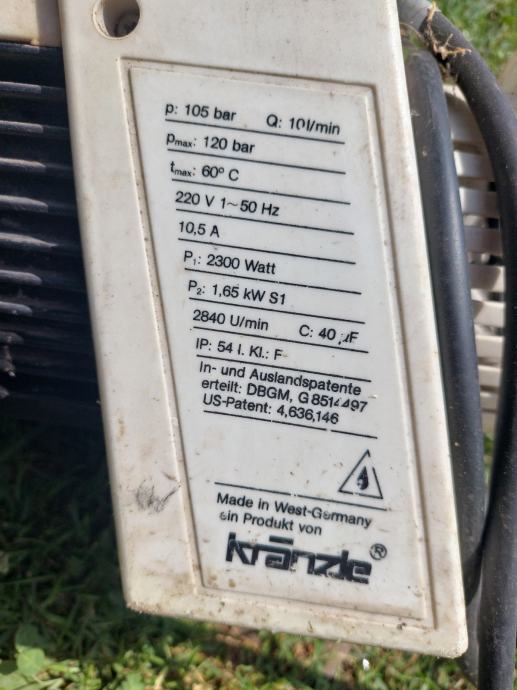 p: 105 bar Q: 10l/min
pmax: 120 bar
tmax: 60° C
220 V 1~50 Hz
10,5 A
P1: 2300 Watt
P2: 1,65 kW S1
2840 U/min C: 40 µF
IP: 54 I. Kl.: F
In- und Auslandspatente
erteilt: DBGM,
US-Patent: 4,636,146
Made in West-Germany
ein Produkt von
kränzle ®